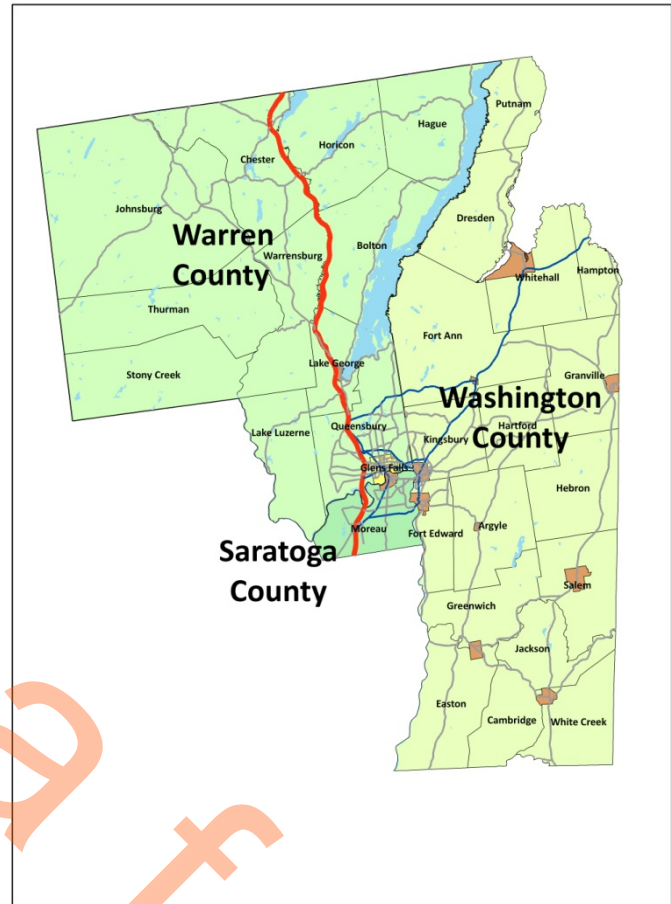 Putnam
Hague
Horicon
Chester
Dresden
Johnsburg
Warren
County
Bolton
Warrensburg
Whitehall
Hampton
Thurman
Fort Ann
Lake George
Stony Creek
Granville
Washington
County
Queensbury
Hartford
Lake Luzerne
Kingsbury
Glens Falls
Hebron
Moreau
Fort Edward
Argyle
Saratoga
County
Salem
Greenwich
Jackson
Easton
Cambridge
White Creek
a
f